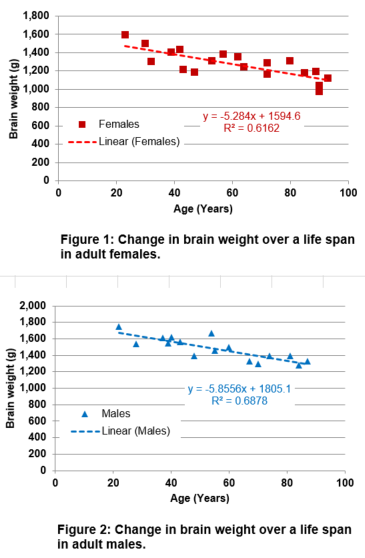 1,800
1,600
1,400
1,200
1,000
800
600
400
200
0
Brain weight (g)
y = -5.284x + 1594.6
R² = 0.6162
Females
Linear (Females)
0 20 40 60 80 100
Age (Years)
Figure 1: Change in brain weight over a life span
in adult females.
2,000
1,800
1,600
1,400
1,200
1,000
800
600
400
200
0
Brain weight (g)
y = -5.8556x + 1805.1
R² = 0.6878
Males
Linear (Males)
0 20 40 60 80 100
Age (Years)
Figure 2: Change in brain weight over a life span
in adult males.